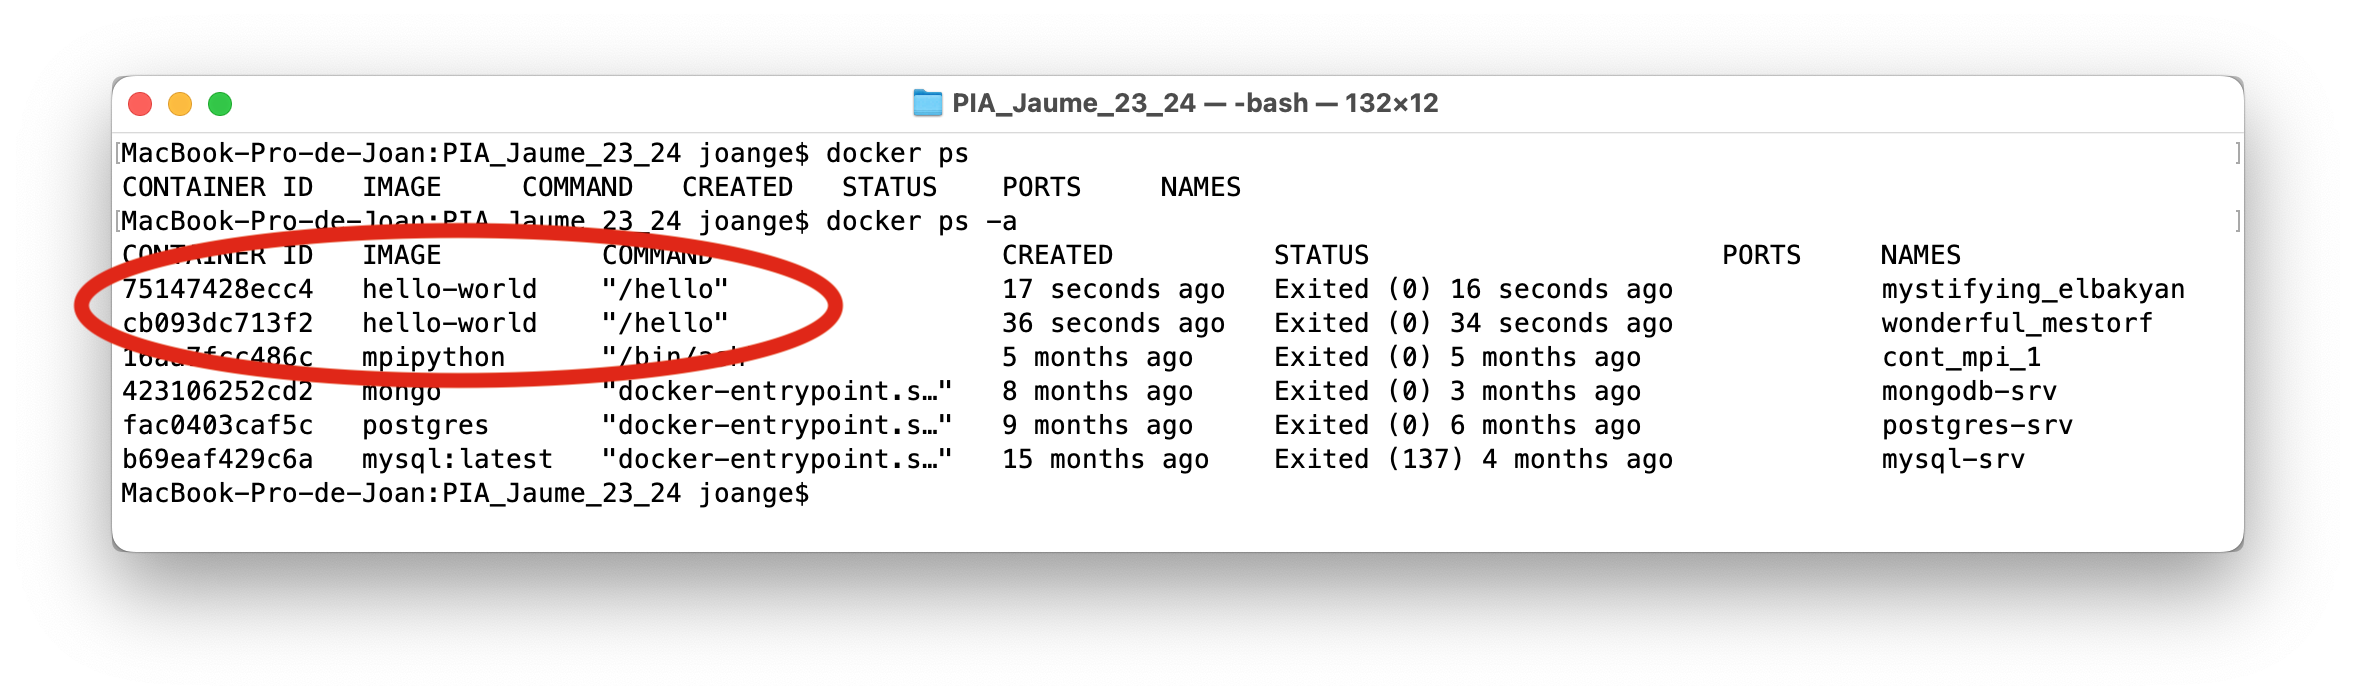 PIA_Jaume_23_24 — -bash — 132×12
MacBook-Pro-de-Joan:PIA_Jaume_23_24 joange$ docker ps
CONTAINER ID   IMAGE     COMMAND   CREATED   STATUS    PORTS     NAMES
MacBook-Pro-de-Joan:PIA_Jaume_23_24 joange$ docker ps -a
CONTAINER ID   IMAGE          COMMAND                  CREATED          STATUS                      PORTS     NAMES
75147428ecc4   hello-world    "/hello"                 17 seconds ago   Exited (0) 16 seconds ago             mystifying_elbakyan
cb093dc713f2   hello-world    "/hello"                 36 seconds ago   Exited (0) 34 seconds ago             wonderful_mestorf
mpipython      5 months ago     Exited (0) 5 months ago               cont_mpi_1
423106252cd2   mongo          "docker-entrypoint.s…"   8 months ago     Exited (0) 3 months ago               mongodb-srv
fac0403caf5c   postgres       "docker-entrypoint.s…"   9 months ago     Exited (0) 6 months ago               postgres-srv
b69eaf429c6a   mysql:latest   "docker-entrypoint.s…"   15 months ago    Exited (137) 4 months ago             mysql-srv
MacBook-Pro-de-Joan:PIA_Jaume_23_24 joange$